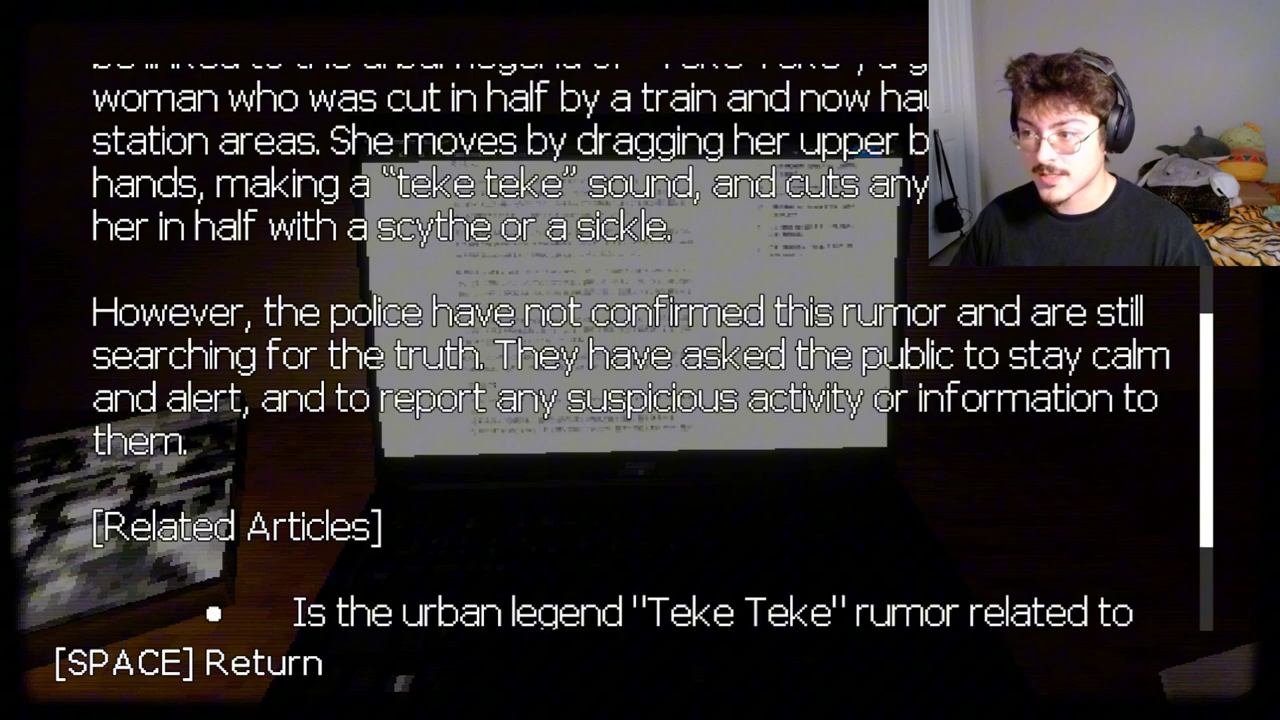 woman who was cut in half by a train and now
station areas. She moves by dragging her upper
hands, making a "teke teke" sound, and cuts any
her in half with a scythe or a sickle.
However, the police have not confirmed this rumor and are still
searching for the truth. They have asked the public to stay calm
and alert, and to report any suspicious activity or information to
them.
[Related Articles]
• Is the urban legend "Teke Teke" rumor related to
[SPACE] Return